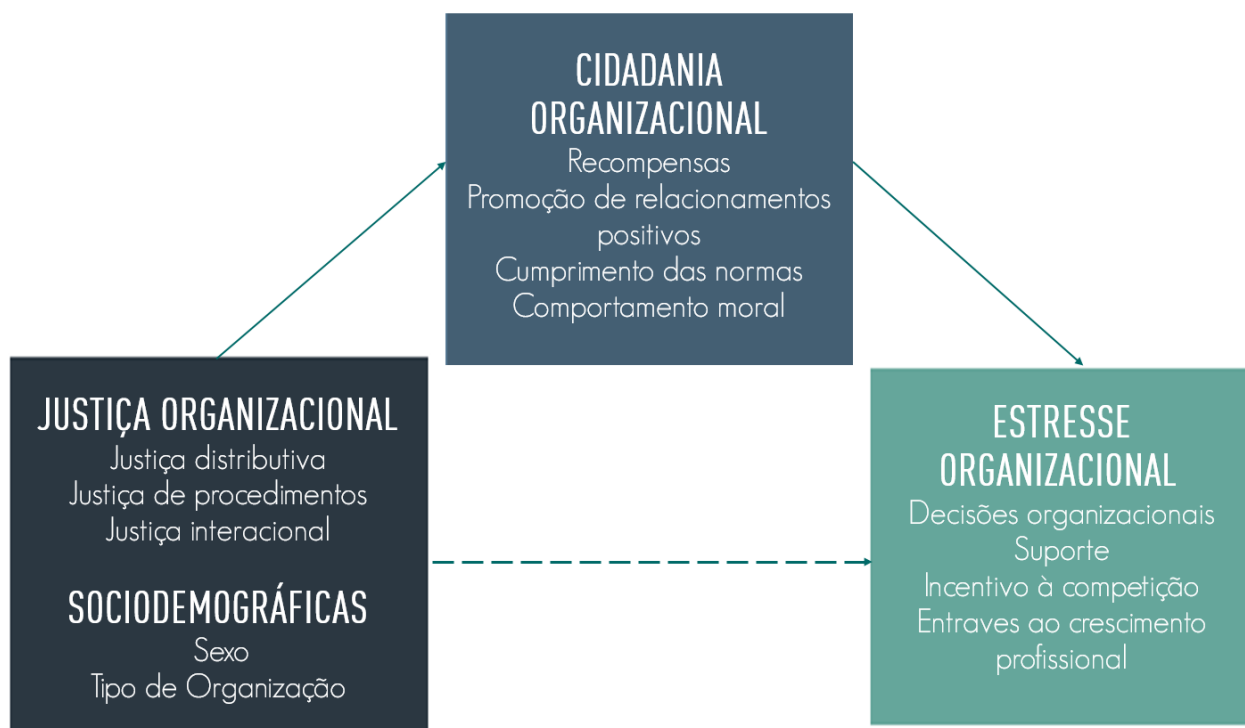 CIDADANIA
ORGANIZACIONAL
Recompensas
Promoção de relacionamentos
positivos
Cumprimento das normas
Comportamento moral
JUSTIÇA ORGANIZACIONAL
Justiça distributiva
Justiça de procedimentos
Justiça interacional
SOCIODEMOGRÁFICAS
Sexo
Tipo de Organização
ESTRESSE
ORGANIZACIONAL
Decisões organizacionais
Suporte
Incentivo à competição
Entraves ao crescimento
profissional